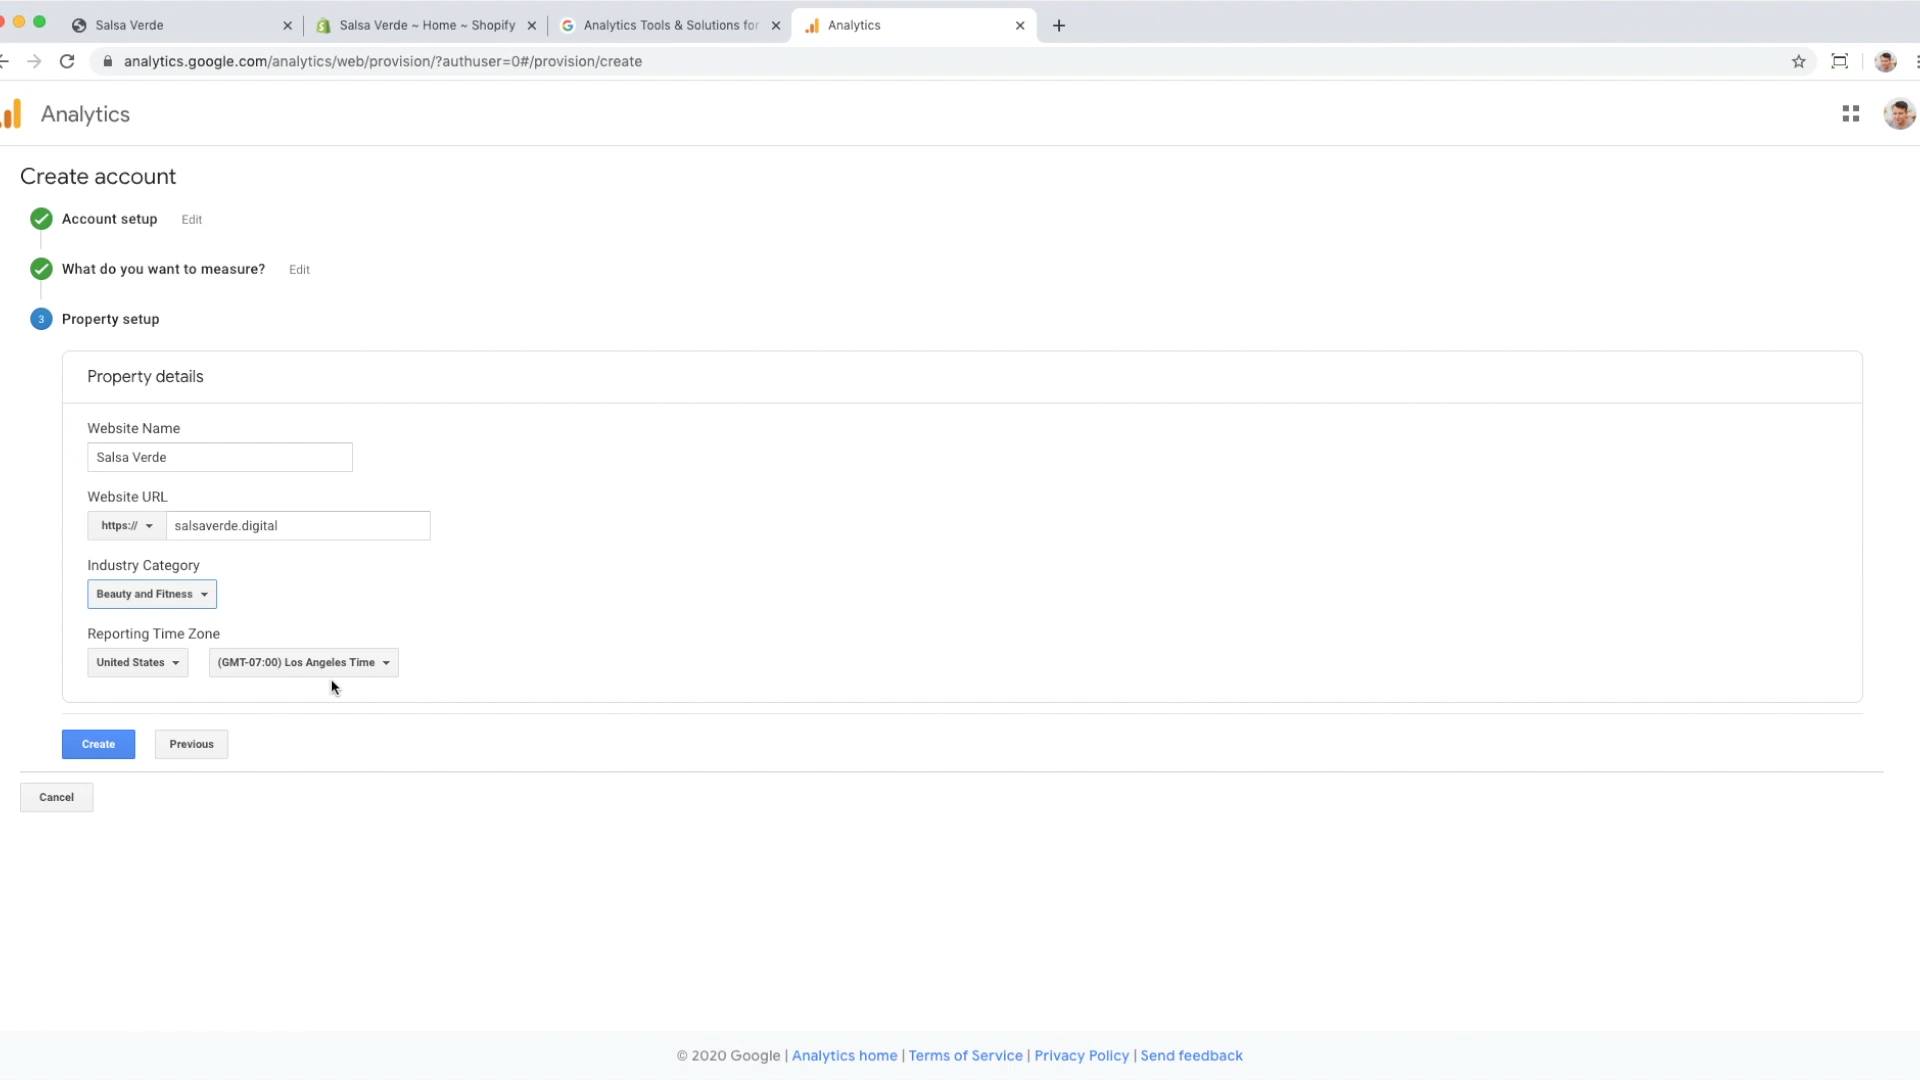 Salsa Verde
Salsa Verde ~ Home ~ Shopify
Analytics Tools & Solutions for
Analytics
analytics.google.com/analytics/web/provision/?authuser=0#/provision/create
Analytics
Create account
Account setup Edit
What do you want to measure? Edit
3 Property setup
Property details
Website Name
Salsa Verde
Website URL
https:// salsaverde.digital
Industry Category
Beauty and Fitness
Reporting Time Zone
United States (GMT-07:00) Los Angeles Time
Create Previous
Cancel
© 2020 Google | Analytics home | Terms of Service | Privacy Policy | Send feedback